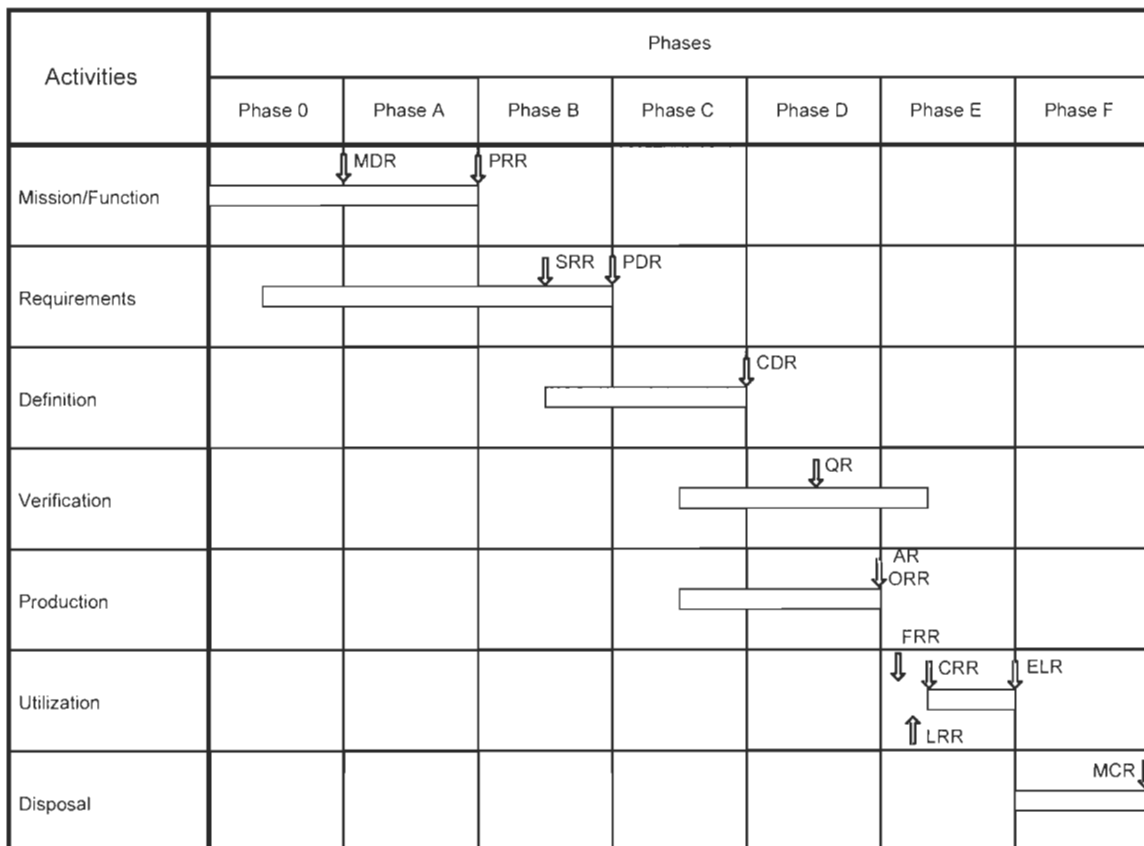 Activities
Phases
Phase 0
Phase A
Phase B
Phase C
Phase D
Phase E
Phase F
Mission/Function
MDR
PRR
Requirements
SRR
PDR
Definition
CDR
Verification
QR
Production
AR
ORR
FRR
Utilization
CRR
ELR
LRR
Disposal
MCR